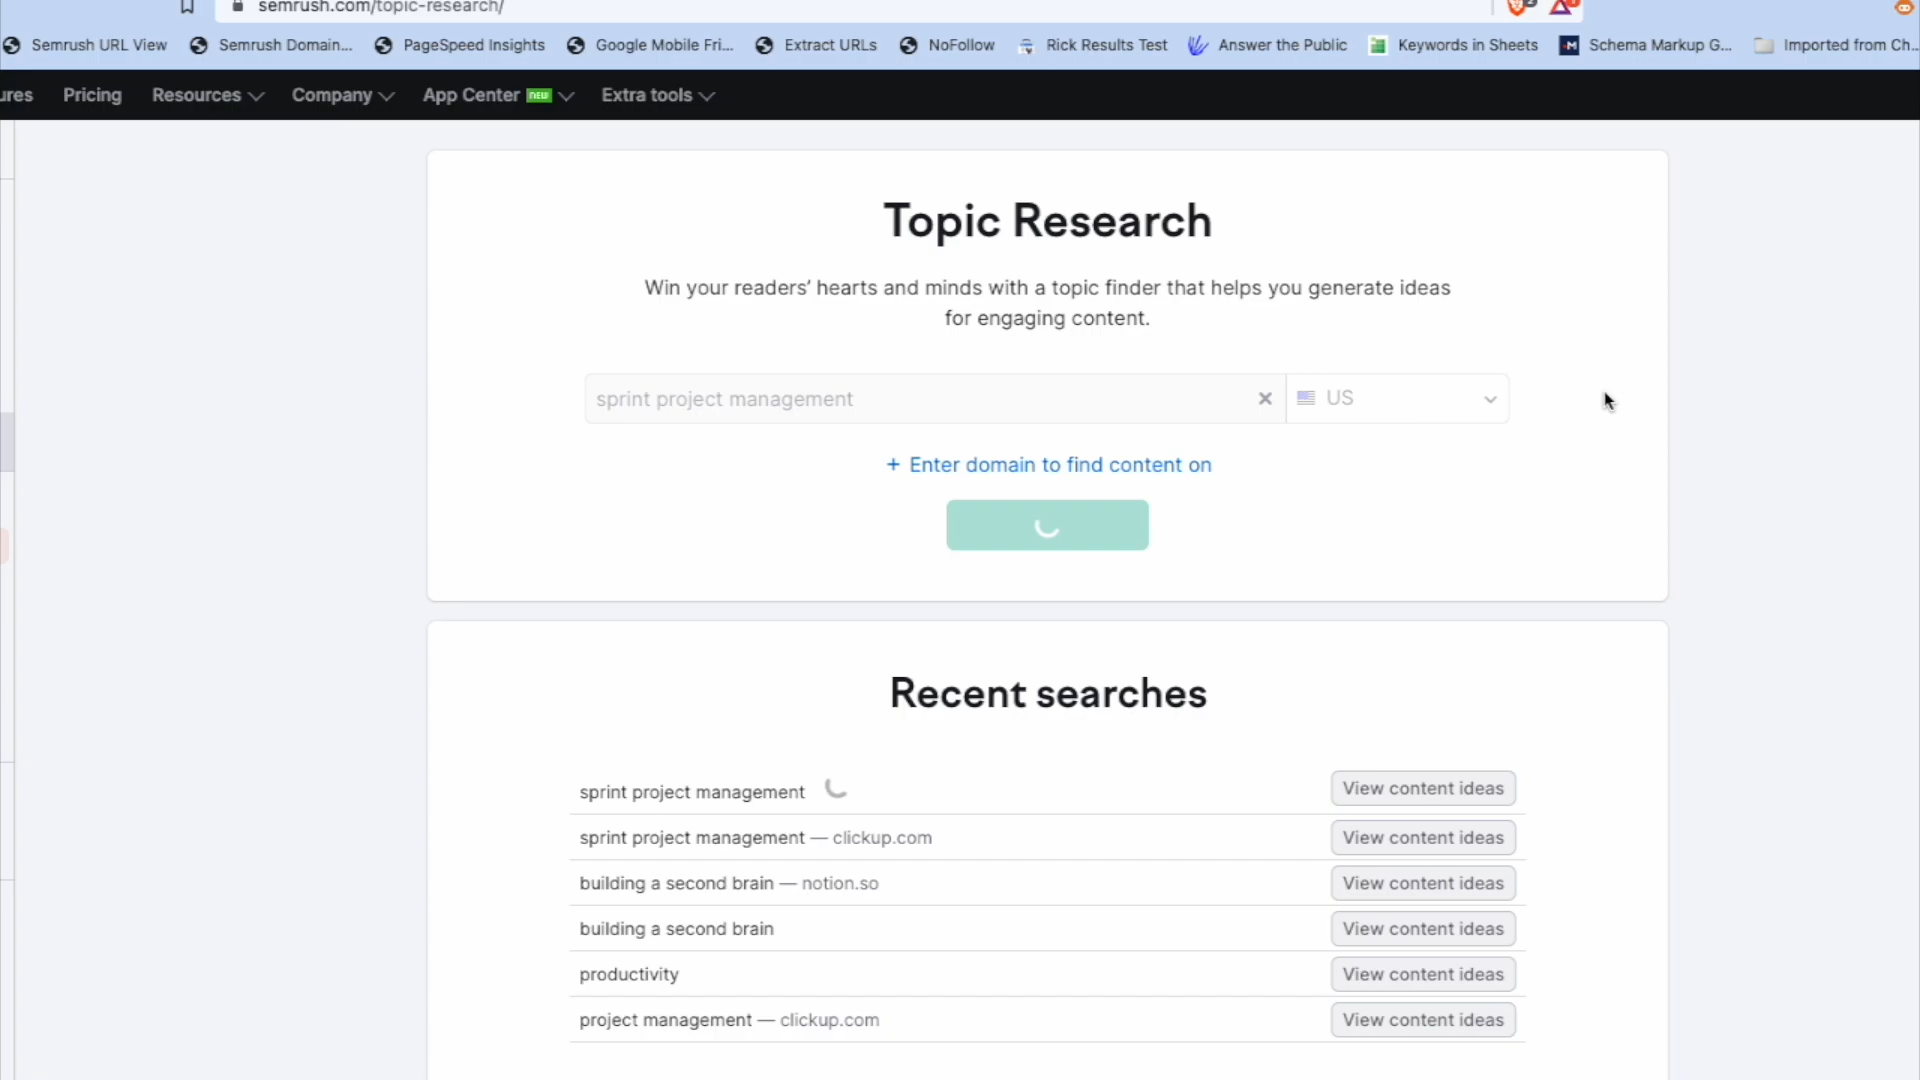 semrush.com/topic-research/
Semrush URL View Semrush Domain... PageSpeed Insights Google Mobile Fri... Extract URLs NoFollow Rick Results Test Answer the Public Keywords in Sheets Schema Markup G... Imported from Ch...
ures Pricing Resources Company App Center NEW Extra tools
Topic Research
Win your readers’ hearts and minds with a topic finder that helps you generate ideas
for engaging content.
sprint project management US
+ Enter domain to find content on
Recent searches
sprint project management View content ideas
sprint project management — clickup.com View content ideas
building a second brain — notion.so View content ideas
building a second brain View content ideas
productivity View content ideas
project management — clickup.com View content ideas